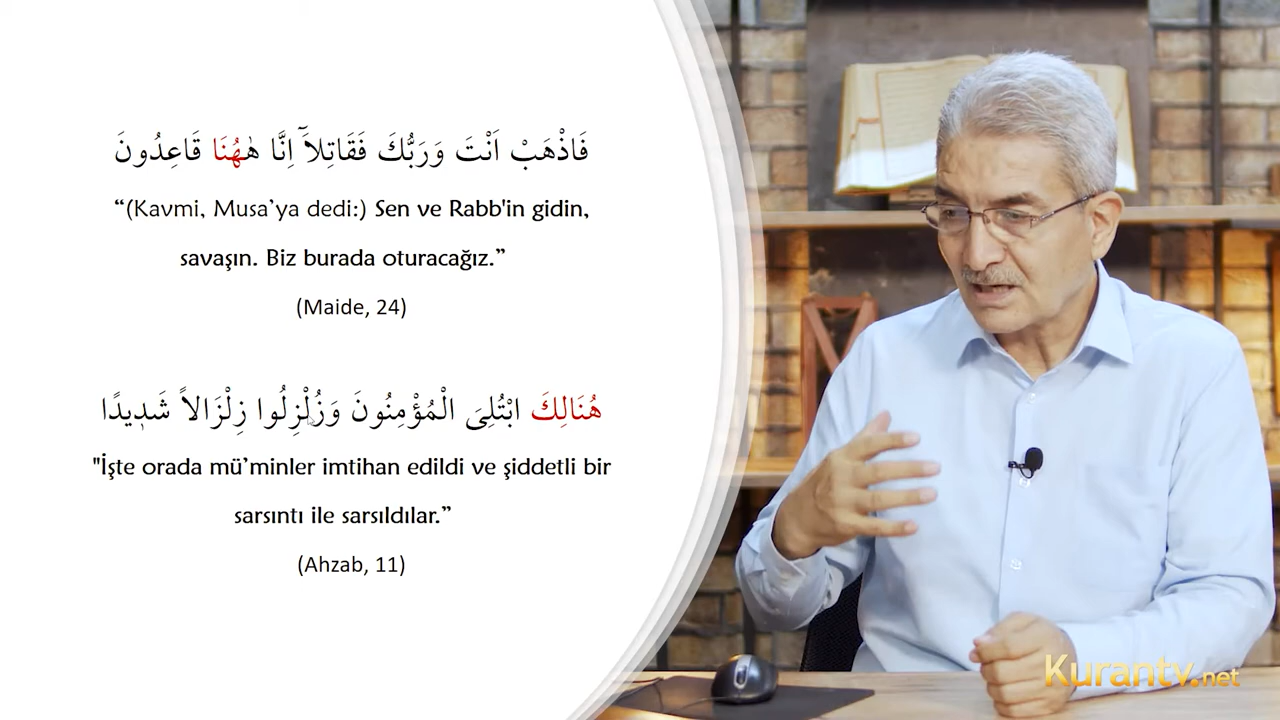 فَاذْهَبْ اَنْتَ وَرَبُّكَ فَقَاتِلآَ اِنَّا هٰهُنَا قَاعِدُونَ
“(Kavmi, Musa’ya dedi:) Sen ve Rabb'in gidin,
savaşın. Biz burada oturacağız.”
(Maide, 24)
هُنَالِكَ ابْتُلِىَ الْمُؤْمِنُونَ وَزُلْزِلُوا زِلْزَالاً شَدٖيدًا
"İşte orada mü’minler imtihan edildi ve şiddetli bir
sarsıntı ile sarsıldılar.”
(Ahzab, 11)
Kurantv.net